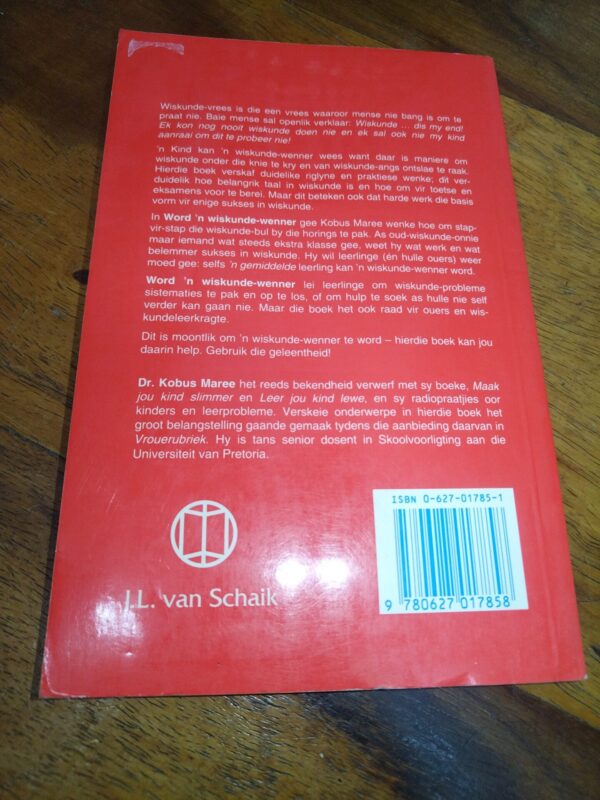 Wiskunde-vrees is die een vrees waaroor mense nie bang is om te
praat nie. Baie mense sal openlik verklaar: Wiskunde ... dis my end!
Ek kon nog nooit wiskunde doen nie en ek sal ook nie my kind
aanraai om dit te probeer nie!
'n Kind kan 'n wiskunde-wenner wees want daar is maniere om
wiskunde onder die knie te kry en van wiskunde-angs ontslae te raak.
Hierdie boek verskaf duidelike riglyne en praktiese wenke; dit ver-
duidelik hoe belangrik taal in wiskunde is en hoe om vir toetse en
eksamens voor te berei. Maar dit beteken ook dat harde werk die basis
vorm vir enige sukses in wiskunde.
In Word 'n wiskunde-wenner gee Kobus Maree wenke hoe om stap-
vir-stap die wiskunde-bul by die horings te pak. As oud-wiskunde-onnie
maar iemand wat steeds ekstra klasse gee, weet hy wat werk en wat
belemmer sukses in wiskunde. Hy wil leerlinge (én hulle ouers) weer
moed gee: selfs 'n gemiddelde leerling kan 'n wiskunde-wenner word.
Word 'n wiskunde-wenner lei leerlinge om wiskunde-probleme
sistematies te pak en op te los, of om hulp te soek as hulle nie self
verder kan gaan nie. Maar die boek het ook raad vir ouers en wis-
kundeleerkragte.
Dit is moontlik om 'n wiskunde-wenner te word – hierdie boek kan jou
daarin help. Gebruik die geleentheid!
Dr. Kobus Maree het reeds bekendheid verwerf met sy boeke, Maak
jou kind slimmer en Leer jou kind lewe, en sy radiopraatjies oor
kinders en leerprobleme. Verskeie onderwerpe in hierdie boek het
groot belangstelling gaande gemaak tydens die aanbieding daarvan in
Vrouerubriek. Hy is tans senior dosent in Skoolvoorligting aan die
Universiteit van Pretoria.
ISBN 0-627-01785-1
9 780627 017858
J.L. van Schaik